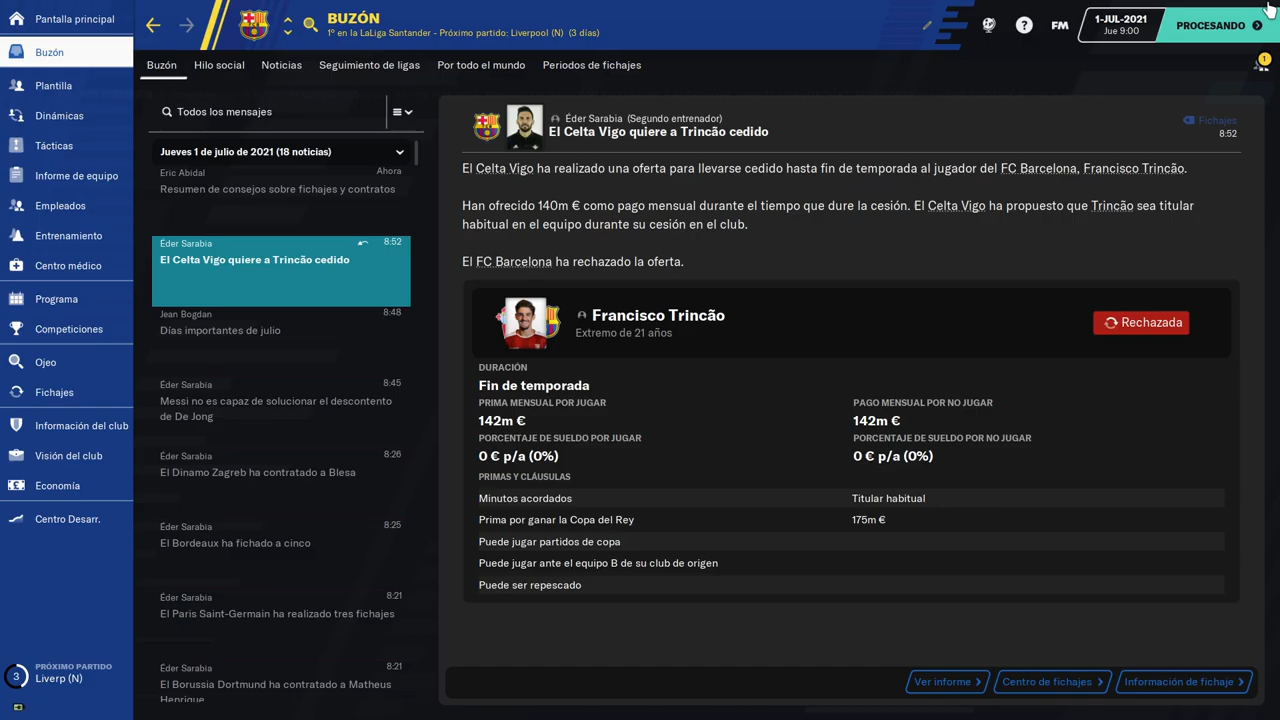 Pantalla principal
Buzón
Plantilla
Dinámicas
Tácticas
Informe de equipo
Empleados
Entrenamiento
Centro médico
Programa
Competiciones
Ojeo
Fichajes
Información del club
Visión del club
Economía
Centro Desarr.
PRÓXIMO PARTIDO
3 Liverp (N)
BUZÓN
1º en la LaLiga Santander - Próximo partido: Liverpool (N) (3 días)
FM
1-JUL-2021
Jue 9:00
PROCESANDO
1
Buzón Hilo social Noticias Seguimiento de ligas Por todo el mundo Periodos de fichajes
Todos los mensajes
Jueves 1 de julio de 2021 (18 noticias)
Eric Abidal Ahora
Resumen de consejos sobre fichajes y contratos
Éder Sarabia 8:52
El Celta Vigo quiere a Trincão cedido
Jean Bogdan 8:48
Días importantes de julio
Éder Sarabia 8:45
Messi no es capaz de solucionar el descontento
de De Jong
Éder Sarabia 8:26
El Dinamo Zagreb ha contratado a Blesa
Éder Sarabia 8:25
El Bordeaux ha fichado a cinco
Éder Sarabia 8:21
El Paris Saint-Germain ha realizado tres fichajes
Éder Sarabia 8:21
El Borussia Dortmund ha contratado a Matheus
Henrique
Éder Sarabia (Segundo entrenador)
El Celta Vigo quiere a Trincão cedido
Fichajes
8:52
El Celta Vigo ha realizado una oferta para llevarse cedido hasta fin de temporada al jugador del FC Barcelona, Francisco Trincão.
Han ofrecido 140m € como pago mensual durante el tiempo que dure la cesión. El Celta Vigo ha propuesto que Trincão sea titular
habitual en el equipo durante su cesión en el club.
El FC Barcelona ha rechazado la oferta.
Francisco Trincão
Extremo de 21 años
Rechazada
DURACIÓN
Fin de temporada
PRIMA MENSUAL POR JUGAR PAGO MENSUAL POR NO JUGAR
142m € 142m €
PORCENTAJE DE SUELDO POR JUGAR PORCENTAJE DE SUELDO POR NO JUGAR
0 € p/a (0%) 0 € p/a (0%)
PRIMAS Y CLÁUSULAS
Minutos acordados Titular habitual
Prima por ganar la Copa del Rey 175m €
Puede jugar partidos de copa
Puede jugar ante el equipo B de su club de origen
Puede ser repescado
Ver informe Centro de fichajes Información de fichaje